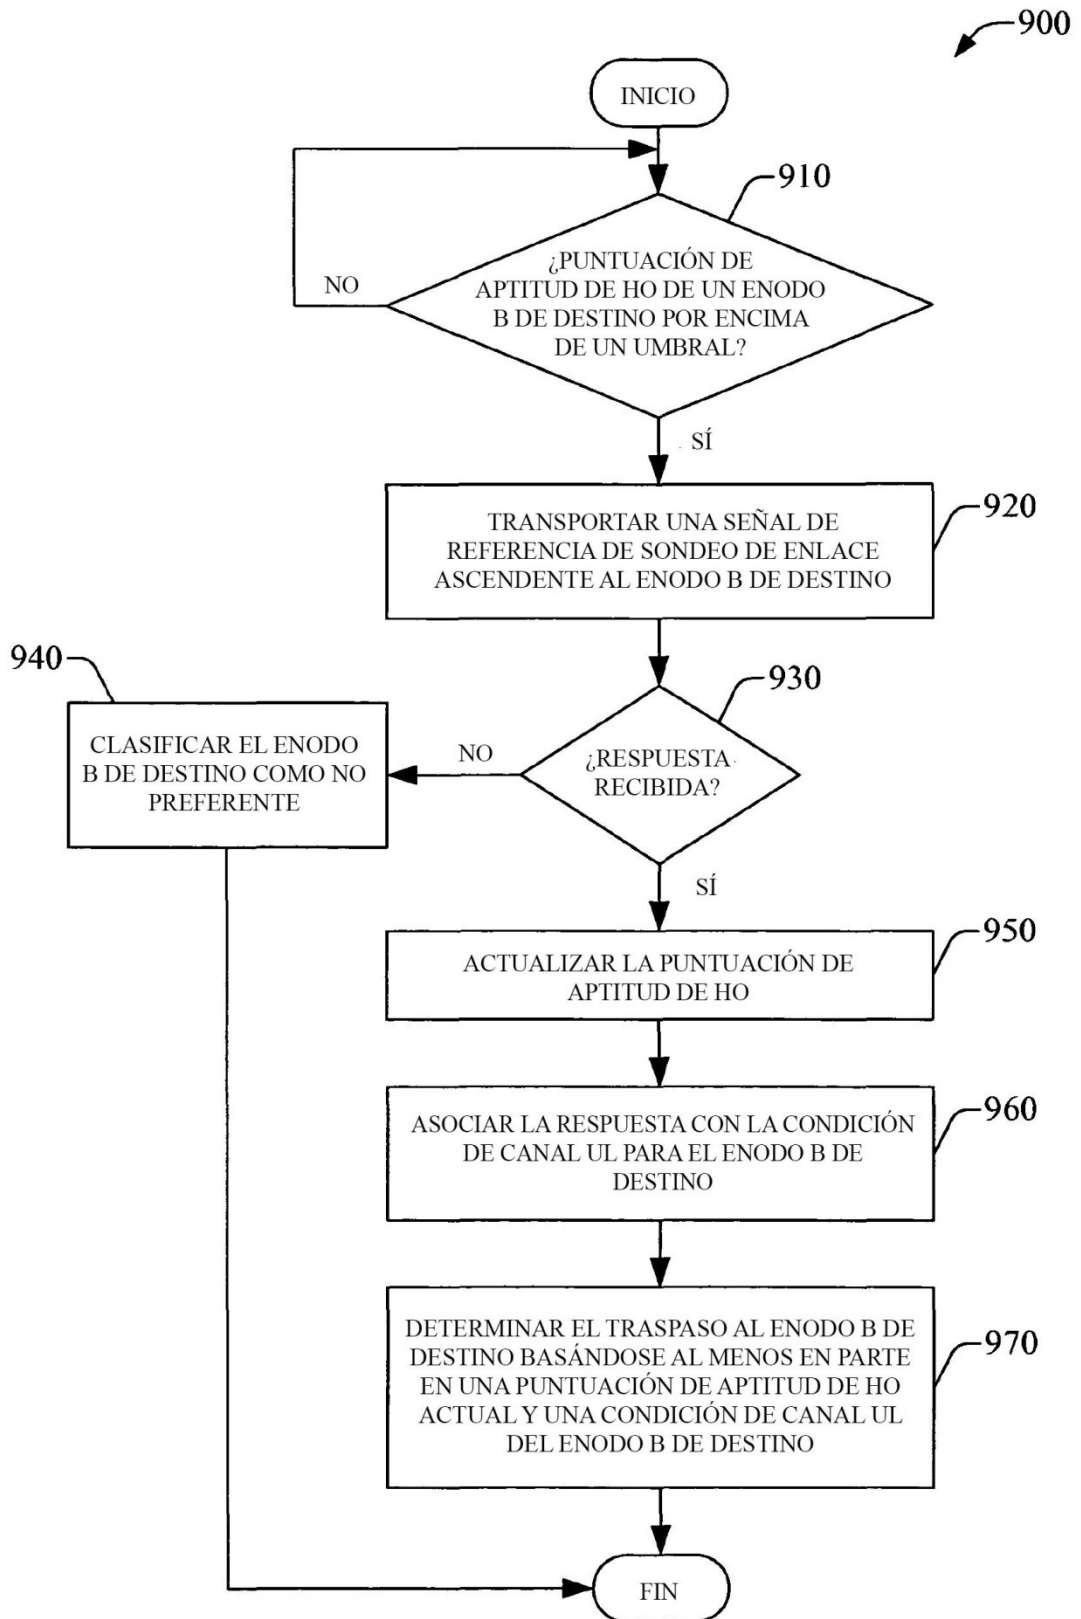 900
INICIO
910
¿PUNTUACIÓN DE
APTITUD DE HO DE UN ENODO
B DE DESTINO POR ENCIMA
DE UN UMBRAL?
NO
SÍ
920
TRANSPORTAR UNA SEÑAL DE
REFERENCIA DE SONDEO DE ENLACE
ASCENDENTE AL ENODO B DE DESTINO
930
¿RESPUESTA
RECIBIDA?
NO
940
CLASIFICAR EL ENODO
B DE DESTINO COMO NO
PREFERENTE
SÍ
950
ACTUALIZAR LA PUNTUACIÓN DE
APTITUD DE HO
960
ASOCIAR LA RESPUESTA CON LA CONDICIÓN
DE CANAL UL PARA EL ENODO B DE
DESTINO
970
DETERMINAR EL TRASPASO AL ENODO B DE
DESTINO BASÁNDOSE AL MENOS EN PARTE
EN UNA PUNTUACIÓN DE APTITUD DE HO
ACTUAL Y UNA CONDICIÓN DE CANAL UL
DEL ENODO B DE DESTINO
FIN